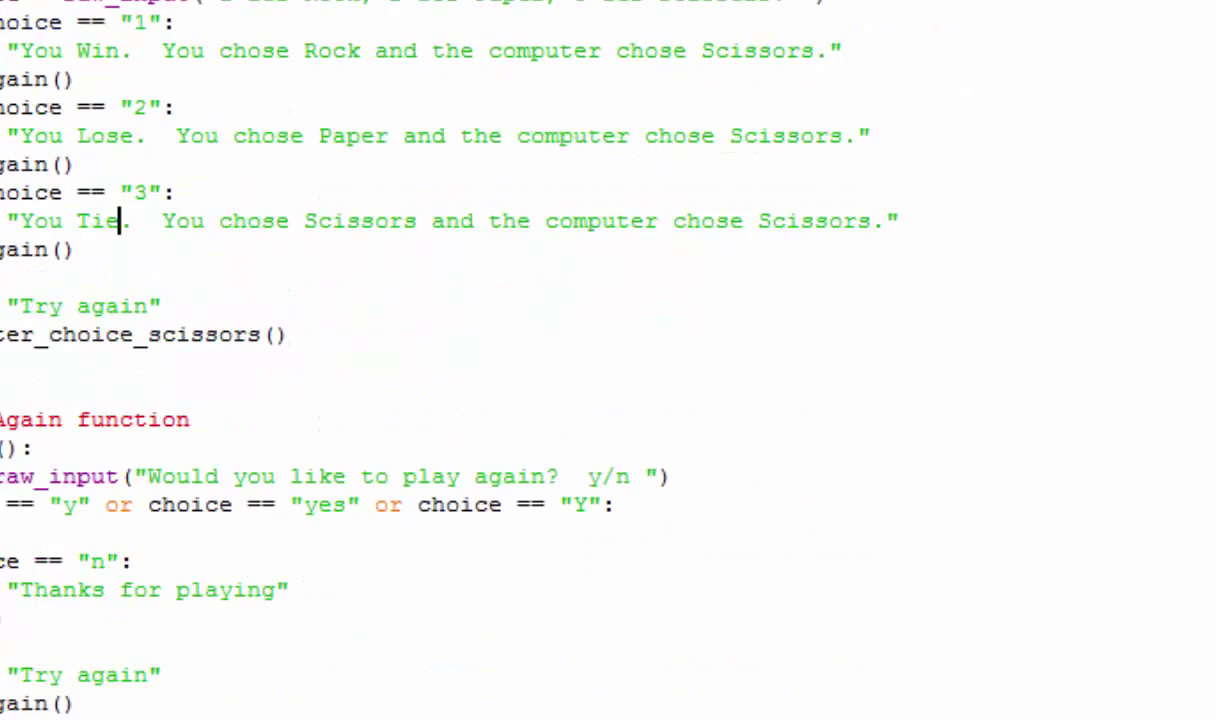 hoice == "1":
"You Win.  You chose Rock and the computer chose Scissors."
gain()
hoice == "2":
"You Lose.  You chose Paper and the computer chose Scissors."
gain()
hoice == "3":
"You Tie.  You chose Scissors and the computer chose Scissors."
gain()
"Try again"
ter_choice_scissors()
Again function
():
raw_input("Would you like to play again?  y/n ")
== "y" or choice == "yes" or choice == "Y":
ce == "n":
"Thanks for playing"
"Try again"
gain()